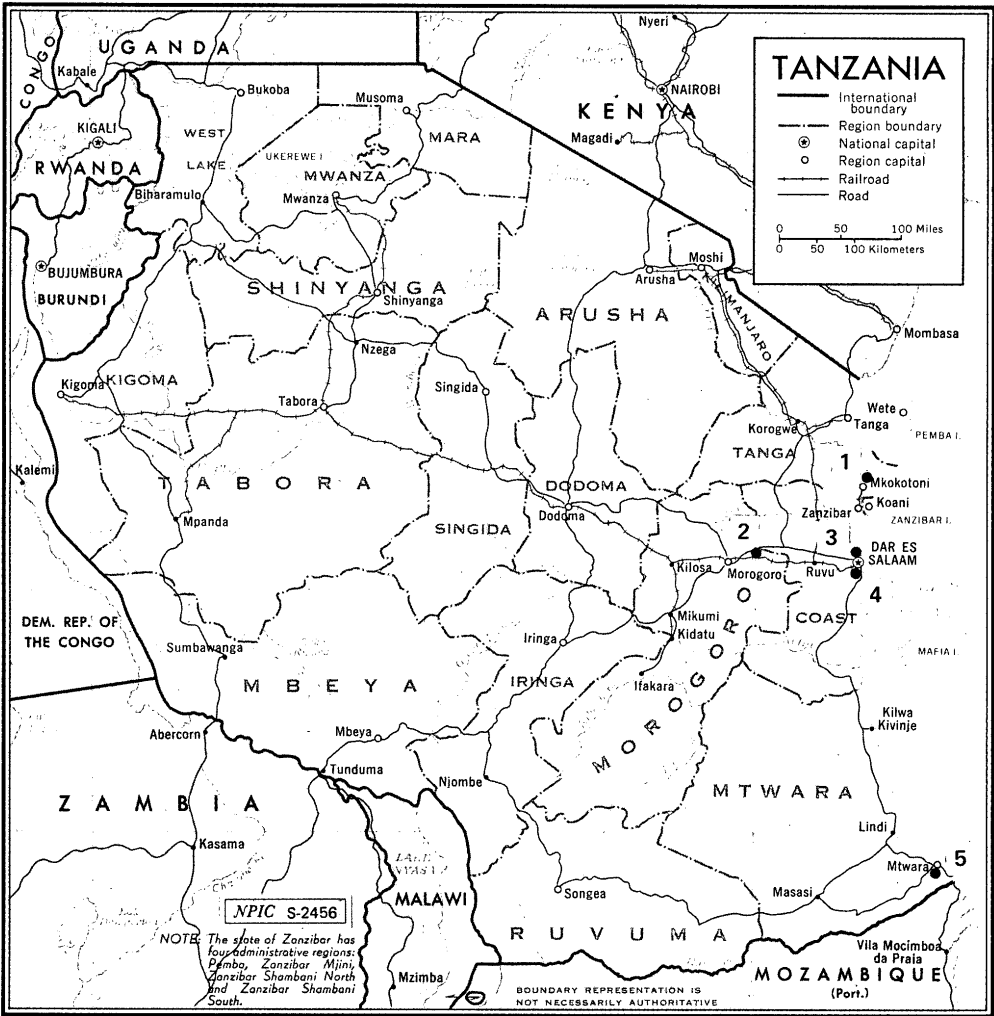 Nyeri
UGANDA
CONGO
Kabale
TANZANIA
International
boundary
Region boundary
National capital
Region capital
Railroad
Road
0 50 100 Miles
0 50 100 Kilometers
Bukoba
Musoma
NAIROBI
KENYA
Magadi
KIGALI
RWANDA
WEST
LAKE
UKEREWE I.
MARA
MWANZA
Mwanza
Biharamulo
BUJUMBURA
BURUNDI
SHINYANGA
Shinyanga
Moshi
Arusha
ARUSHA
KILIMANJARO
Mombasa
Nzega
Kigoma
KIGOMA
Singida
Tabora
Wete
Tanga
Korogwe
PEMBA I.
TANGA
Kalemi
TABORA
DODOMA
Dodoma
1
Mkokotoni
Koani
Zanzibar
ZANZIBAR I.
Mpanda
SINGIDA
2
3
DAR ES
SALAAM
Kilosa
Morogoro
Ruvu
4
DEM. REP. OF
THE CONGO
Mikumi
Kidatu
COAST
Iringa
Sumbawanga
MAFIA I.
MBEYA
IRINGA
Ifakara
MOROGORO
Kilwa
Kivinje
Abercorn
Mbeya
Tunduma
Njombe
ZAMBIA
MTWARA
Lindi
Kasama
LAKE
NYASA
Mtwara
5
MALAWI
Songea
Masasi
NPIC S-2456
NOTE: The state of Zanzibar has
four administrative regions:
Pemba, Zanzibar Mjini,
Zanzibar Shambani North
and Zanzibar Shambani
South.
RUVUMA
Vila Mocimboa
da Praia
MOZAMBIQUE
(Port.)
Mzimba
BOUNDARY REPRESENTATION IS
NOT NECESSARILY AUTHORITATIVE